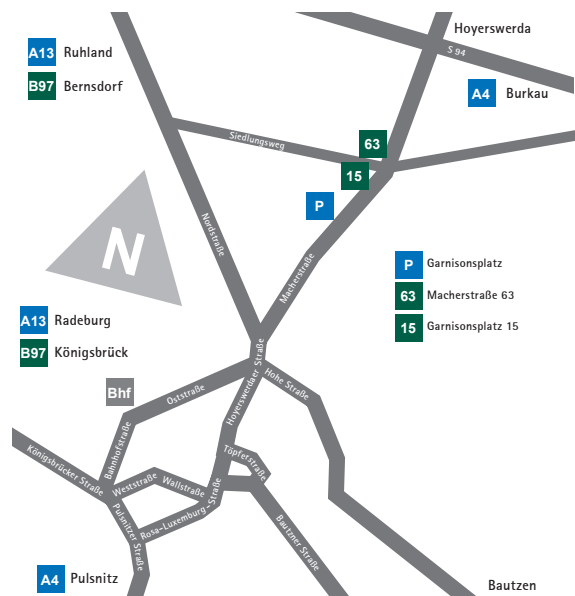 Hoyerswerda
S 94
A13 Ruhland
B97 Bernsdorf
A4 Burkau
Siedlungsweg
63
15
P
Nordstraße
N
Macherstraße
P Garnisonsplatz
63 Macherstraße 63
15 Garnisonsplatz 15
A13 Radeburg
B97 Königsbrück
Hoyerswerdaer Straße
Hohe Straße
Bhf
Oststraße
Bahnhofstraße
Töpferstraße
Königsbrücker Straße
Weststraße
Wallstraße
Rosa-Luxemburg-Straße
Pulsnitzer Straße
Bautzner Straße
A4 Pulsnitz
Bautzen